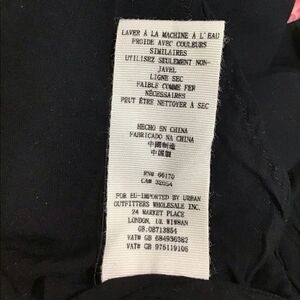 LAVER À LA MACHINE À L'EAU
FROIDE AVEC COULEURS
SIMILAIRES
UTILISEZ SEULEMENT NON-
JAVEL
LIGNE SEC
FAIBLE COMME FER
NÉCESSAIRES
PEUT ÊTRE NETTOYER À SEC
HECHO EN CHINA
FABRICADO NA CHINA
中國制造
中国製
RN# 66170
CA# 32054
FOR EU-IMPORTED BY URBAN
OUTFITTERS WHOLESALE INC.
24 MARKET PLACE
LONDON, UK W1W8AN
GB:08713854
VAT# GB 684936382
VAT# GB 976119106